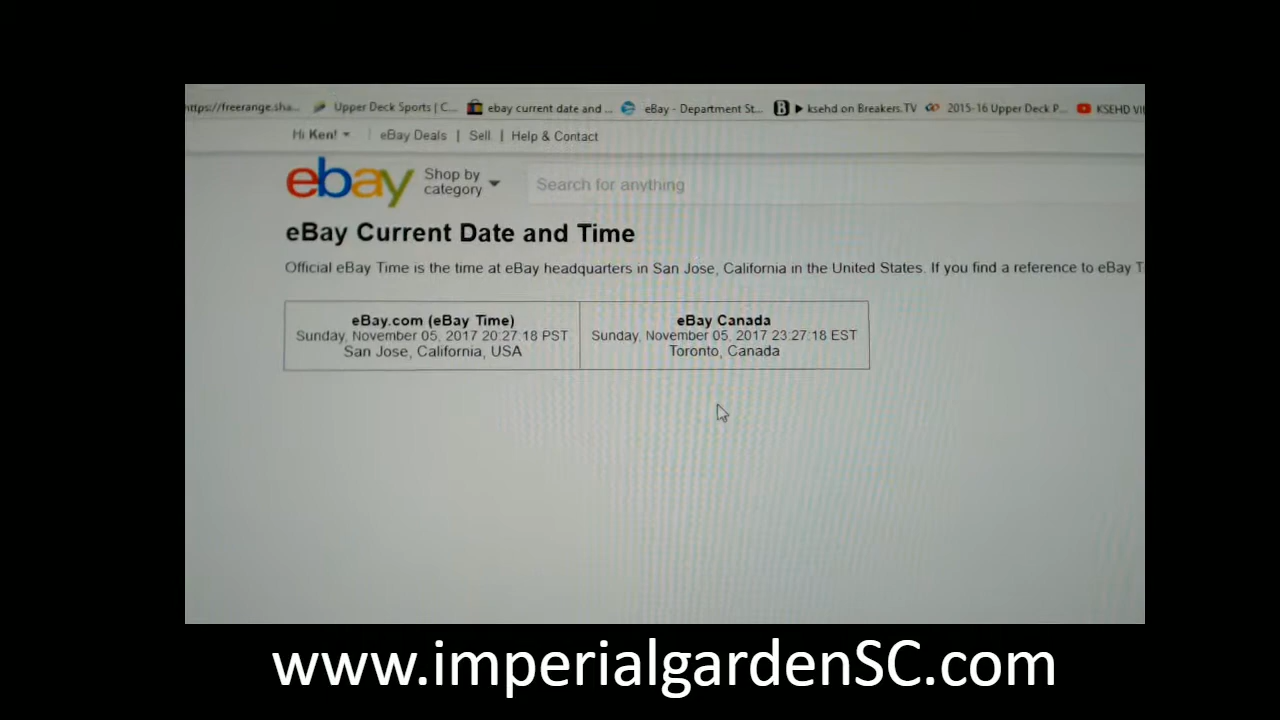 https://freerange.sha... Upper Deck Sports | C... ebay current date and ... eBay - Department St... B ▶ ksehd on Breakers.TV 2015-16 Upper Deck P... KSEHD
Hi Ken! | eBay Deals | Sell | Help & Contact
ebay Shop by category Search for anything
eBay Current Date and Time
Official eBay Time is the time at eBay headquarters in San Jose, California in the United States. If you find a reference to eBay T
eBay.com (eBay Time)
Sunday, November 05, 2017 20:27:18 PST
San Jose, California, USA
eBay Canada
Sunday, November 05, 2017 23:27:18 EST
Toronto, Canada
www.imperialgardenSC.com